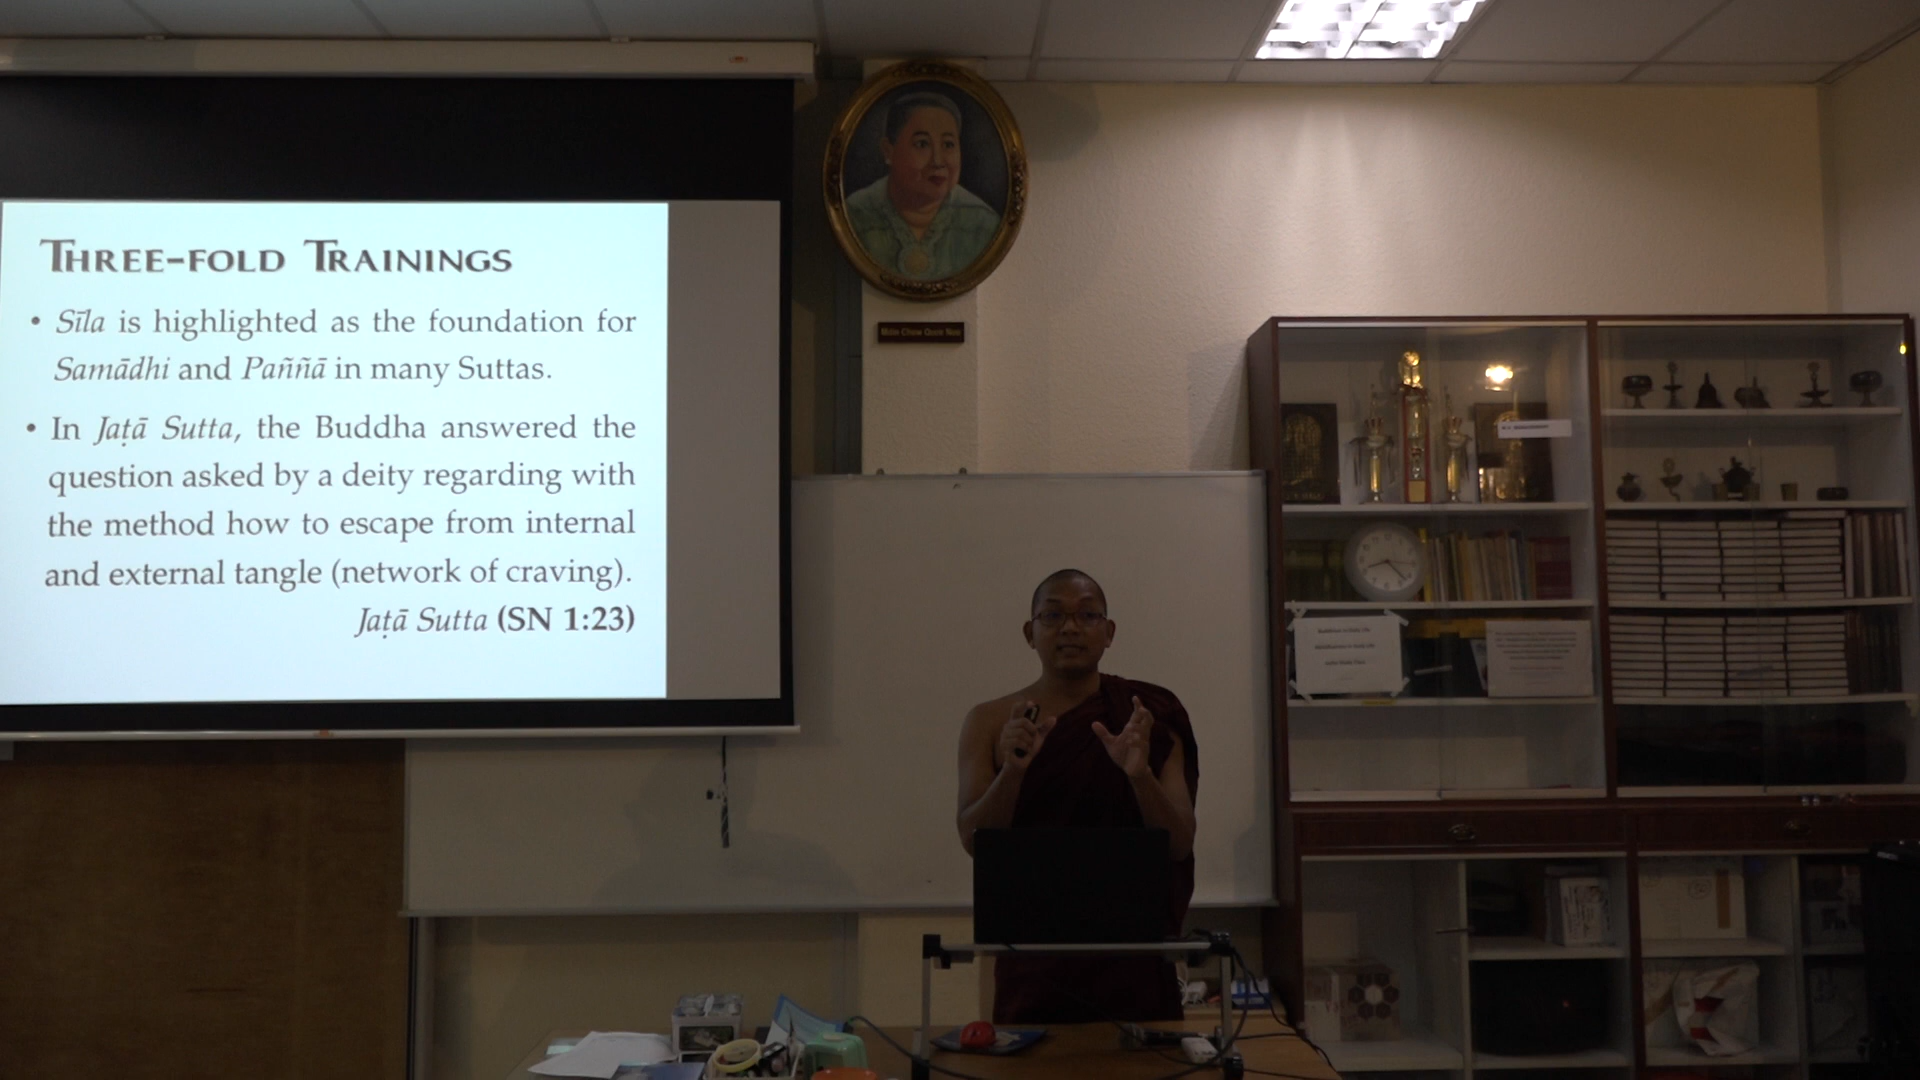 THREE-FOLD TRAININGS
• Sīla is highlighted as the foundation for
Samādhi and Paññā in many Suttas.
• In Jaṭā Sutta, the Buddha answered the
question asked by a deity regarding with
the method how to escape from internal
and external tangle (network of craving).
Jaṭā Sutta (SN 1:23)